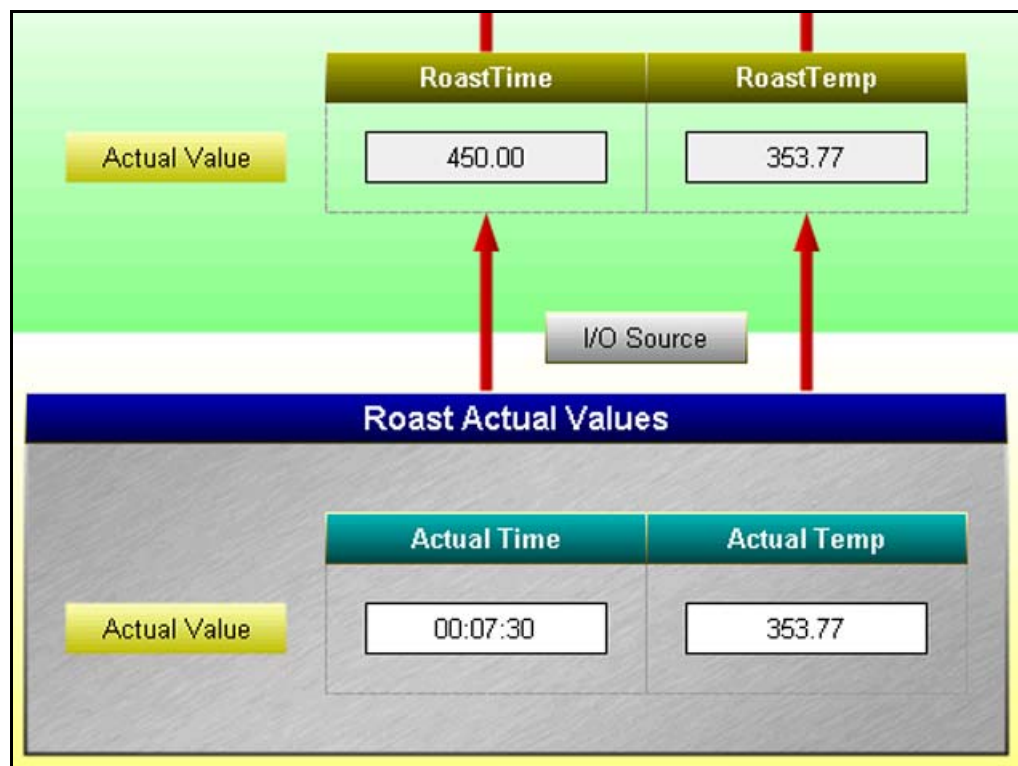 RoastTime RoastTemp
Actual Value 450.00 353.77
I/O Source
Roast Actual Values
Actual Time Actual Temp
Actual Value 00:07:30 353.77